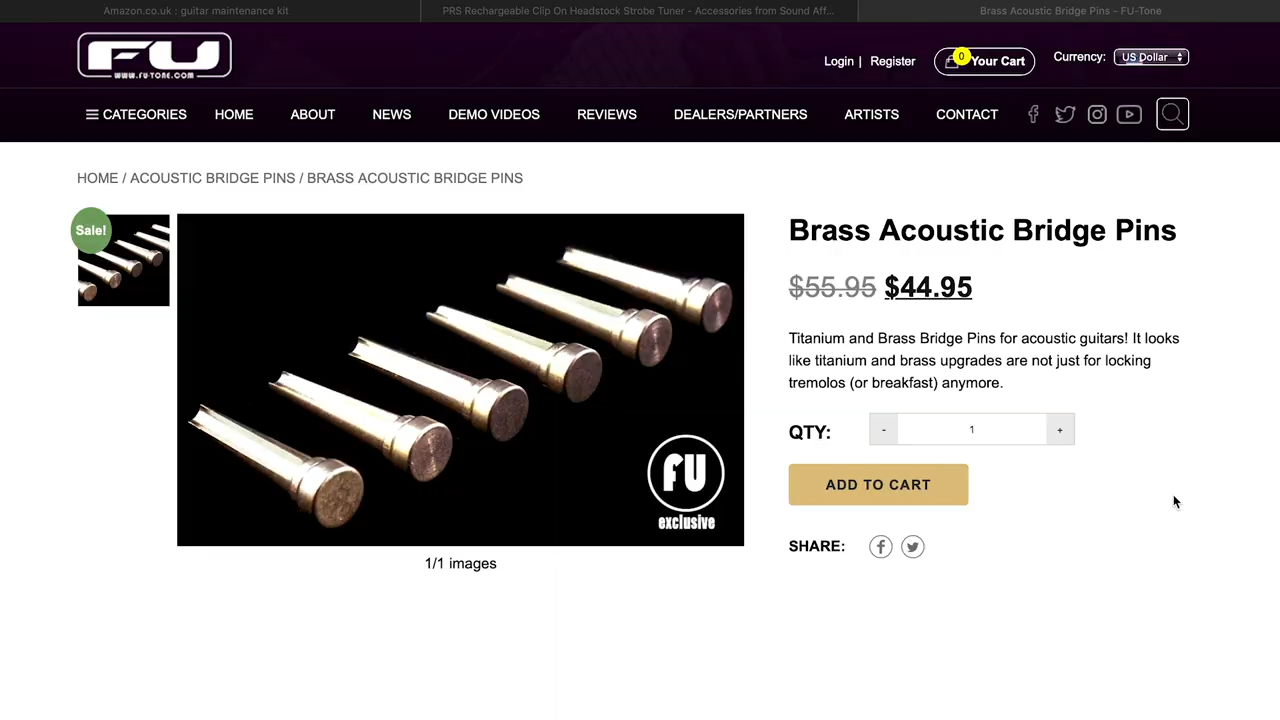 Amazon.co.uk : guitar maintenance kit
PRS Rechargeable Clip On Headstock Strobe Tuner - Accessories from Sound Aff...
Brass Acoustic Bridge Pins - FU-Tone
FU
WWW.FU-TONE.COM
Login | Register
0 Your Cart
Currency: US Dollar
CATEGORIES HOME ABOUT NEWS DEMO VIDEOS REVIEWS DEALERS/PARTNERS ARTISTS CONTACT
HOME / ACOUSTIC BRIDGE PINS / BRASS ACOUSTIC BRIDGE PINS
Sale!
FU
exclusive
1/1 images
Brass Acoustic Bridge Pins
$55.95 $44.95
Titanium and Brass Bridge Pins for acoustic guitars! It looks
like titanium and brass upgrades are not just for locking
tremolos (or breakfast) anymore.
QTY: - 1 +
ADD TO CART
SHARE: